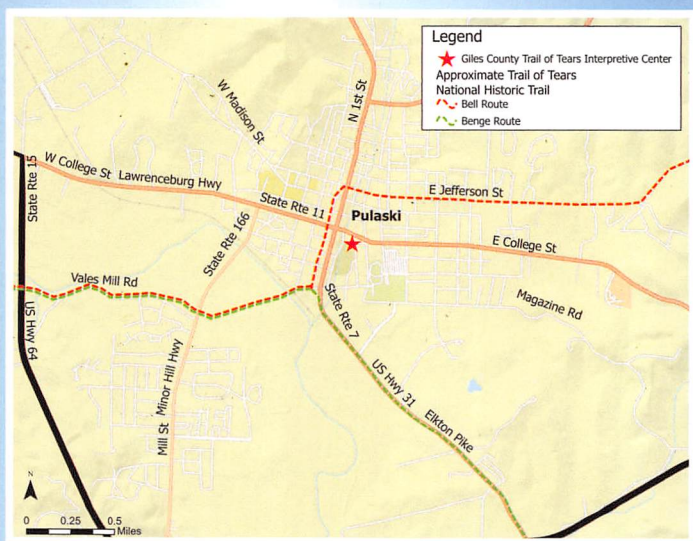 Legend
Giles County Trail of Tears Interpretive Center
Approximate Trail of Tears
National Historic Trail
Bell Route
Benge Route
N 1st St
W Madison St
W College St
Lawrenceburg Hwy
State Rte 15
State Rte 11
E Jefferson St
Pulaski
State Rte 166
E College St
Vales Mill Rd
State Rte 7
Magazine Rd
US Hwy 64
US Hwy 31
Elkton Pike
Minor Hill Hwy
Mill St
N
0 0.25 0.5
Miles